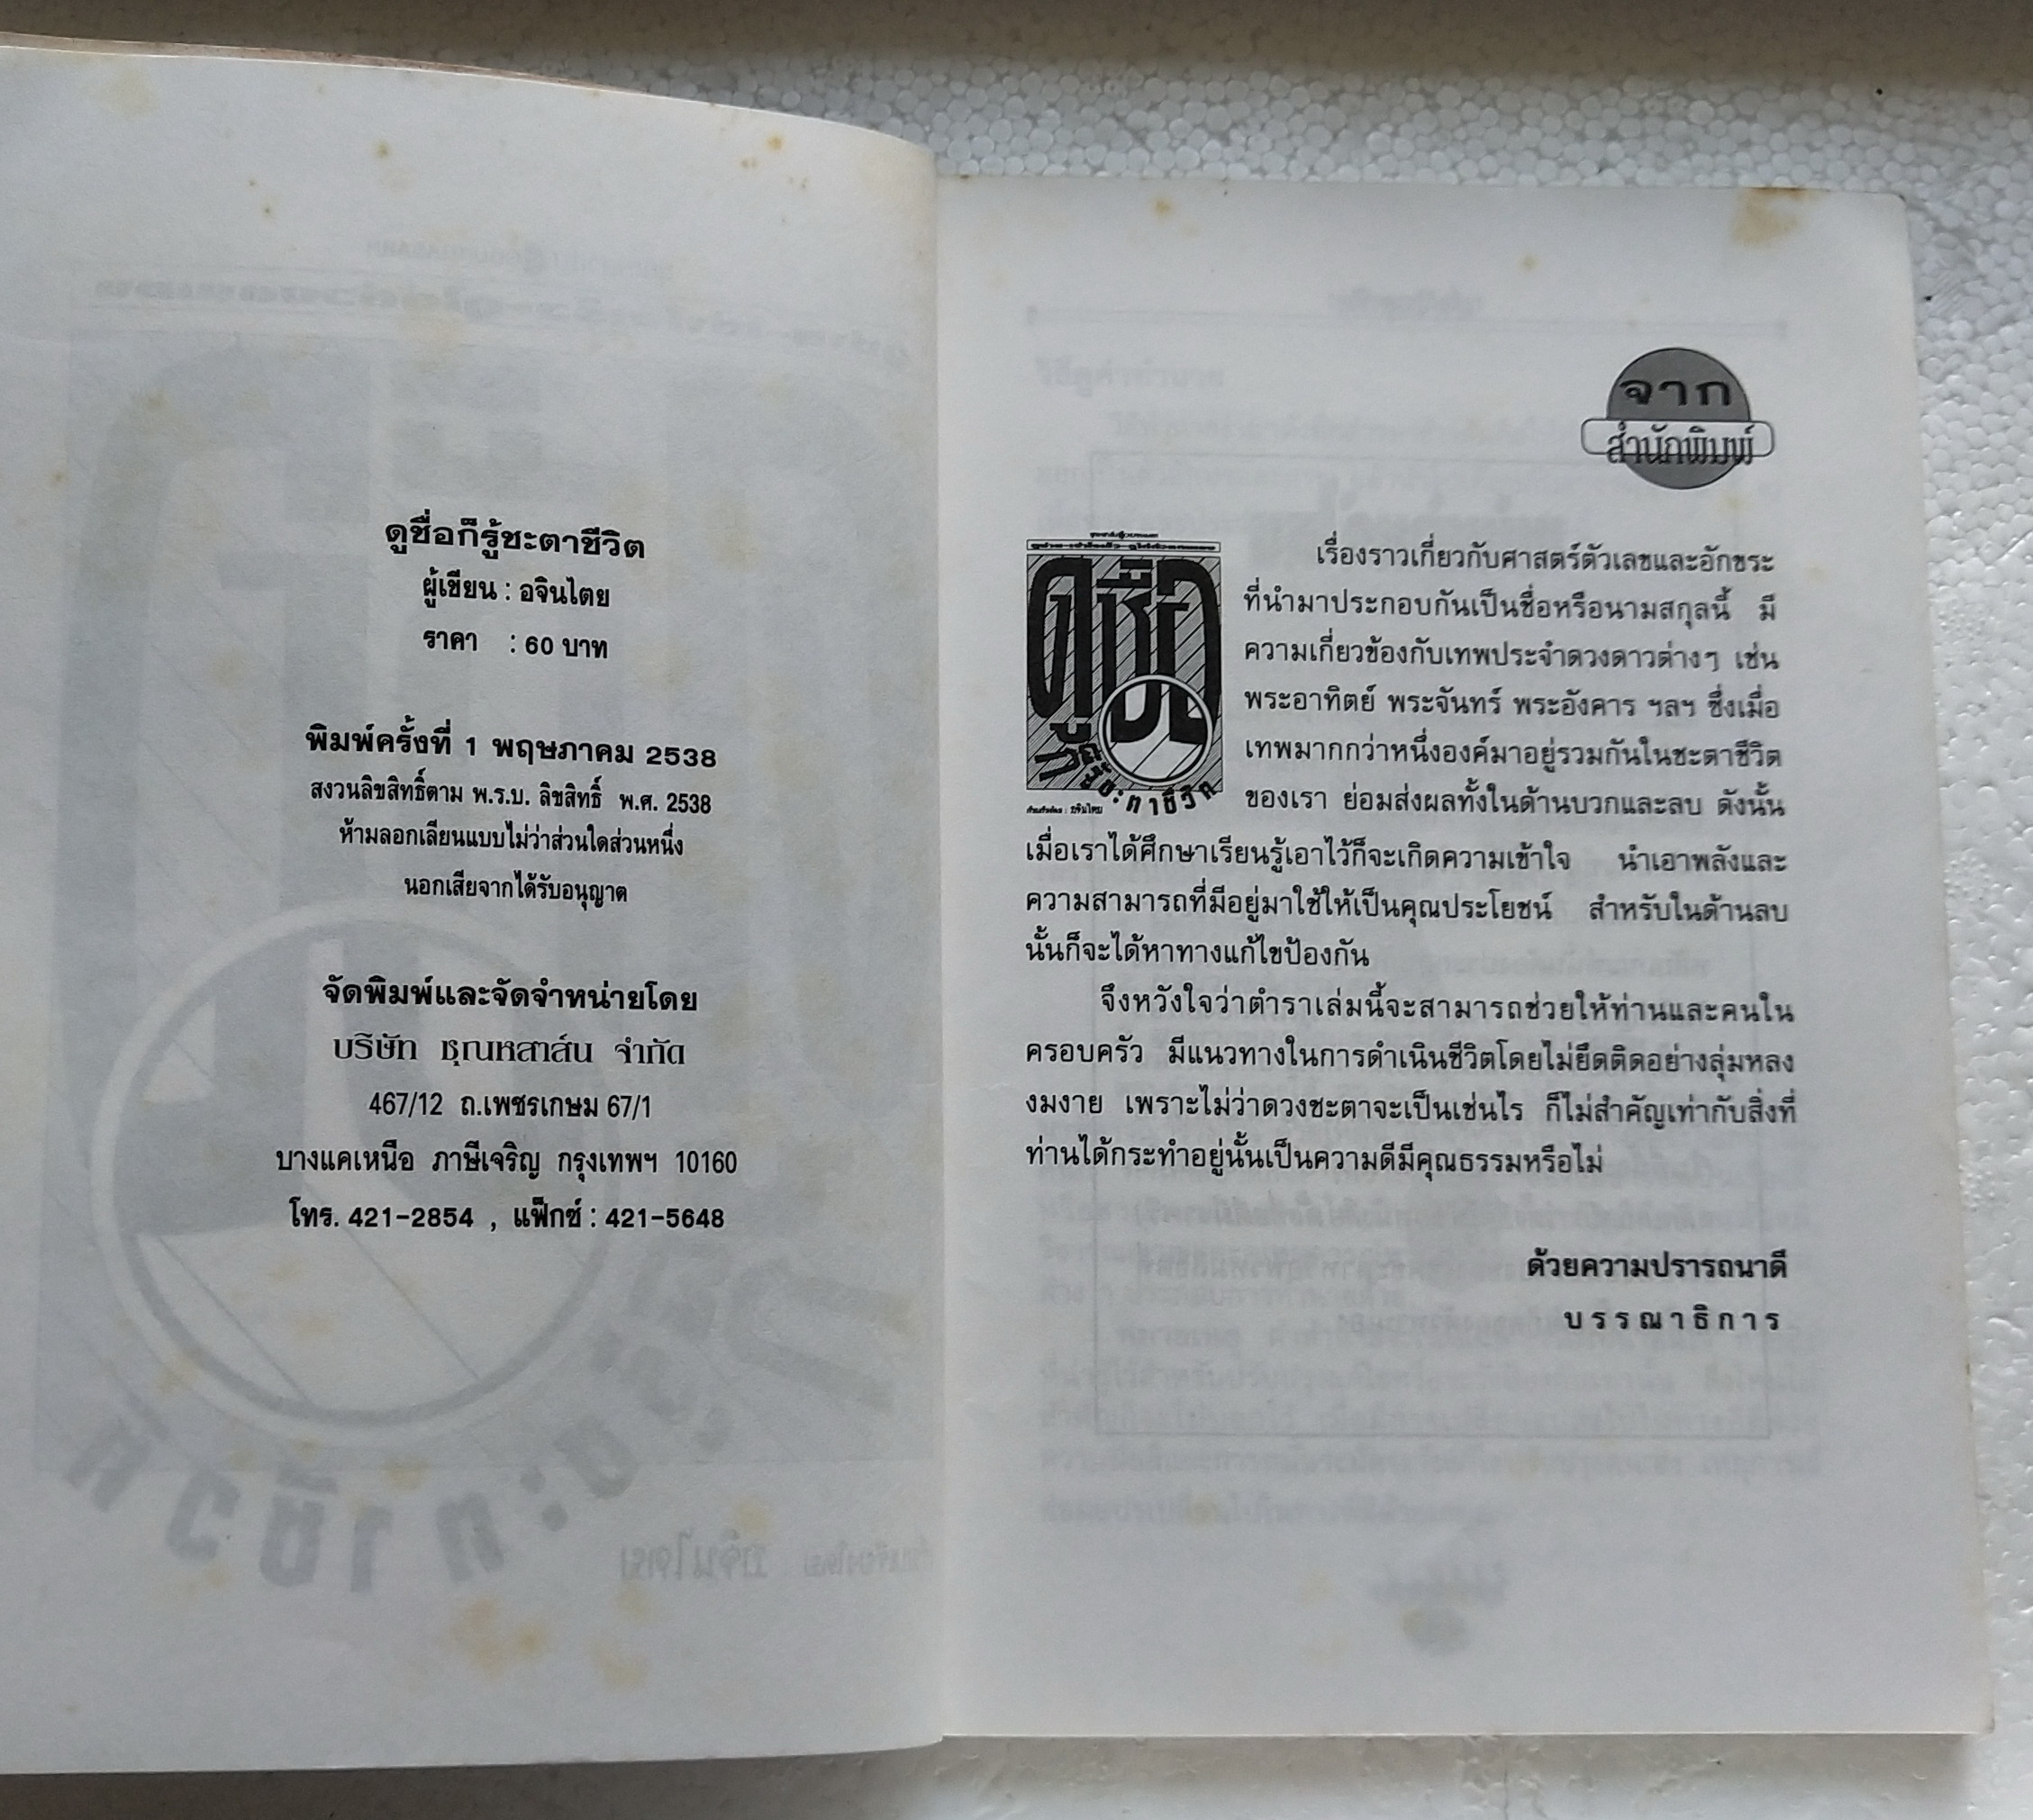 ดูชื่อก็รู้ชะตาชีวิต
ผู้เขียน : อจินไตย
ราคา : 60 บาท
พิมพ์ครั้งที่ 1 พฤษภาคม 2538
สงวนลิขสิทธิ์ตาม พ.ร.บ. ลิขสิทธิ์ พ.ศ. 2538
ห้ามลอกเลียนแบบไม่ว่าส่วนใดส่วนหนึ่ง
นอกเสียจากได้รับอนุญาต
จัดพิมพ์และจัดจำหน่ายโดย
บริษัท ชุณหสาส์น จำกัด
467/12 ถ.เพชรเกษม 67/1
บางแคเหนือ ภาษีเจริญ กรุงเทพฯ 10160
โทร. 421-2854 , แฟ็กซ์ : 421-5648
จาก
สำนักพิมพ์
ดูชื่อ
ก็รู้ชะตาชีวิต
เรื่องราวเกี่ยวกับศาสตร์ตัวเลขและอักขระ
ที่นำมาประกอบกันเป็นชื่อหรือนามสกุลนี้ มี
ความเกี่ยวข้องกับเทพประจำดวงดาวต่างๆ เช่น
พระอาทิตย์ พระจันทร์ พระอังคาร ฯลฯ ซึ่งเมื่อ
เทพมากกว่าหนึ่งองค์มาอยู่รวมกันในชะตาชีวิต
ของเรา ย่อมส่งผลทั้งในด้านบวกและลบ ดังนั้น
เมื่อเราได้ศึกษาเรียนรู้เอาไว้ก็จะเกิดความเข้าใจ นำเอาพลังและ
ความสามารถที่มีอยู่มาใช้ให้เป็นคุณประโยชน์ สำหรับในด้านลบ
นั้นก็จะได้หาทางแก้ไขป้องกัน
จึงหวังใจว่าตำราเล่มนี้จะสามารถช่วยให้ท่านและคนใน
ครอบครัว มีแนวทางในการดำเนินชีวิตโดยไม่ยึดติดอย่างลุ่มหลง
งมงาย เพราะไม่ว่าดวงชะตาจะเป็นเช่นไร ก็ไม่สำคัญเท่ากับสิ่งที่
ท่านได้กระทำอยู่นั้นเป็นความดีมีคุณธรรมหรือไม่
ด้วยความปรารถนาดี
บรรณาธิการ